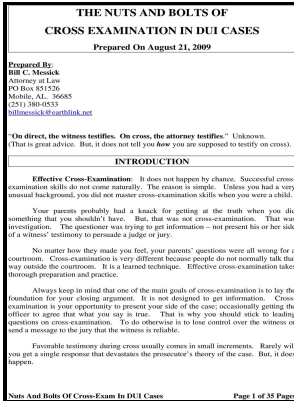 THE NUTS AND BOLTS OF
CROSS EXAMINATION IN DUI CASES
Prepared On August 21, 2009
Prepared By:
Bill C. Messick
Attorney at Law
PO Box 851526
Mobile, AL. 36685
(251) 380-0533
billmessick@earthlink.net
"On direct, the witness testifies. On cross, the attorney testifies." Unknown.
(That is great advice. But, it does not tell you how you are supposed to testify on cross).
INTRODUCTION
Effective Cross-Examination: It does not happen by chance. Successful cross-
examination skills do not come naturally. The reason is simple. Unless you had a very
unusual background, you did not master cross-examination skills when you were a child.
Your parents probably had a knack for getting at the truth when you did
something that you shouldn't have. But, that was not cross-examination. That was
investigation. The questioner was trying to get information – not present his or her side
of a witness' testimony to persuade a judge or jury.
No matter how they made you feel, your parents' questions were all wrong for a
courtroom. Cross-examination is very different because people do not normally talk that
way outside the courtroom. It is a learned technique. Effective cross-examination takes
thorough preparation and practice.
Always keep in mind that one of the main goals of cross-examination is to lay the
foundation for your closing argument. It is not designed to get information. Cross-
examination is your opportunity to present your side of the case; occasionally getting the
officer to agree that what you say is true. That is why you should stick to leading
questions on cross-examination. To do otherwise is to lose control over the witness or
send a message to the jury that the witness is reliable.
Favorable testimony during cross usually comes in small increments. Rarely will
you get a single response that devastates the prosecutor's theory of the case. But, it does
happen.
Nuts And Bolts Of Cross-Exam In DUI Cases Page 1 of 35 Pages